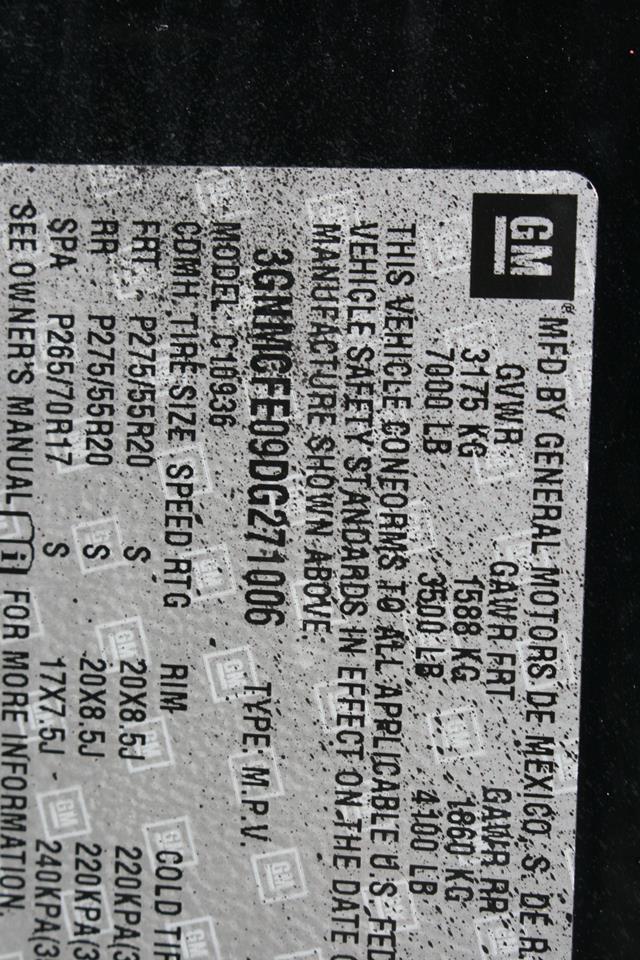 GM
MFD BY GENERAL MOTORS DE MEXICO, S. DE R
GVWR GAWR FRT GAWR RR
3175 KG 1588 KG 1860 KG
7000 LB 3500 LB 4100 LB
THIS VEHICLE CONFORMS TO ALL APPLICABLE U.S. FED
VEHICLE SAFETY STANDARDS IN EFFECT ON THE DATE
MANUFACTURE SHOWN ABOVE.
3GNMCFE09DG271006 TYPE: M.P.V.
MODEL: C10936
CDWH TIRE SIZE SPEED RTG RIM COLD TIR
FRT P275/55R20 S 20X8.5J 220KPA(3
RR P275/55R20 S 20X8.5J 220KPA(3
SPA P265/70R17 S 17X7.5J 240KPA(3
SEE OWNER'S MANUAL i FOR MORE INFORMATION.